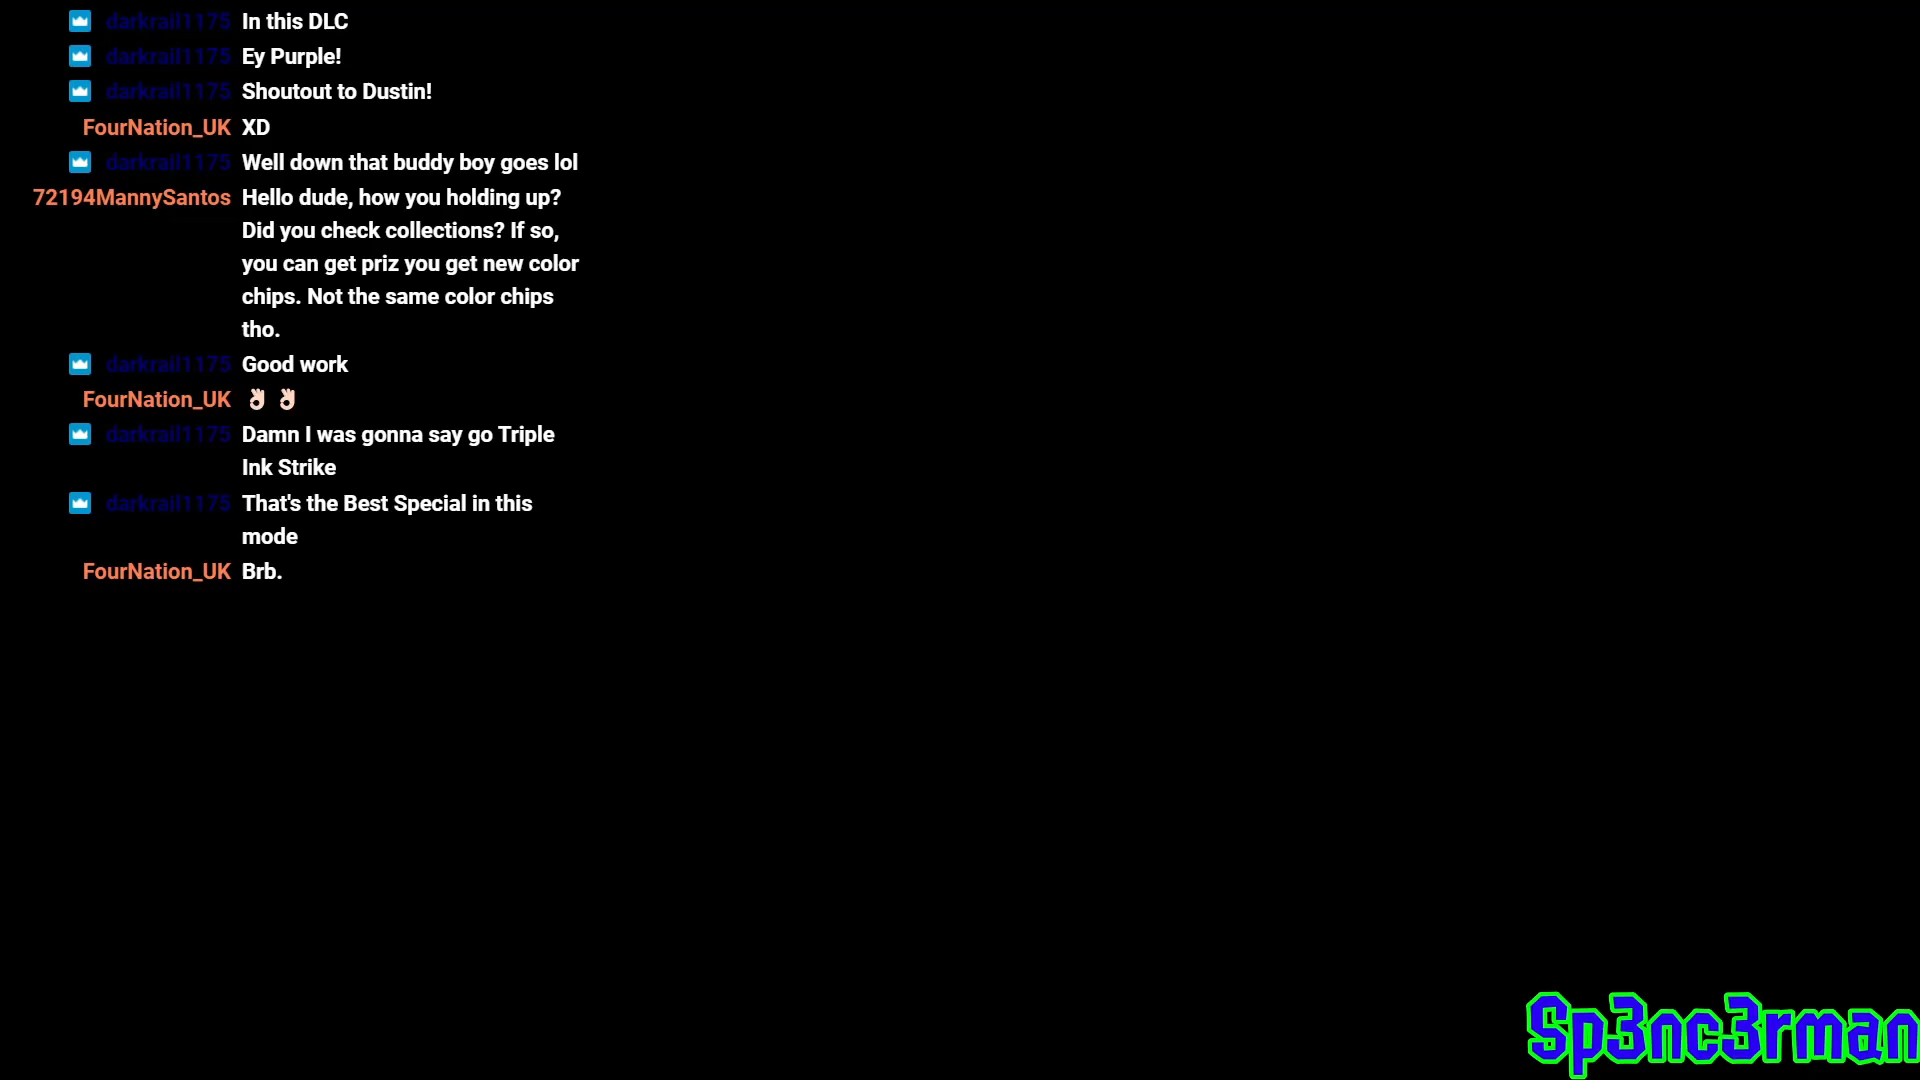 darkrail1175 In this DLC
darkrail1175 Ey Purple!
darkrail1175 Shoutout to Dustin!
FourNation_UK XD
darkrail1175 Well down that buddy boy goes lol
72194MannySantos Hello dude, how you holding up?
Did you check collections? If so,
you can get priz you get new color
chips. Not the same color chips
tho.
darkrail1175 Good work
FourNation_UK 👌🏻 👌🏻
darkrail1175 Damn I was gonna say go Triple
Ink Strike
darkrail1175 That's the Best Special in this
mode
FourNation_UK Brb.
Sp3nc3rman